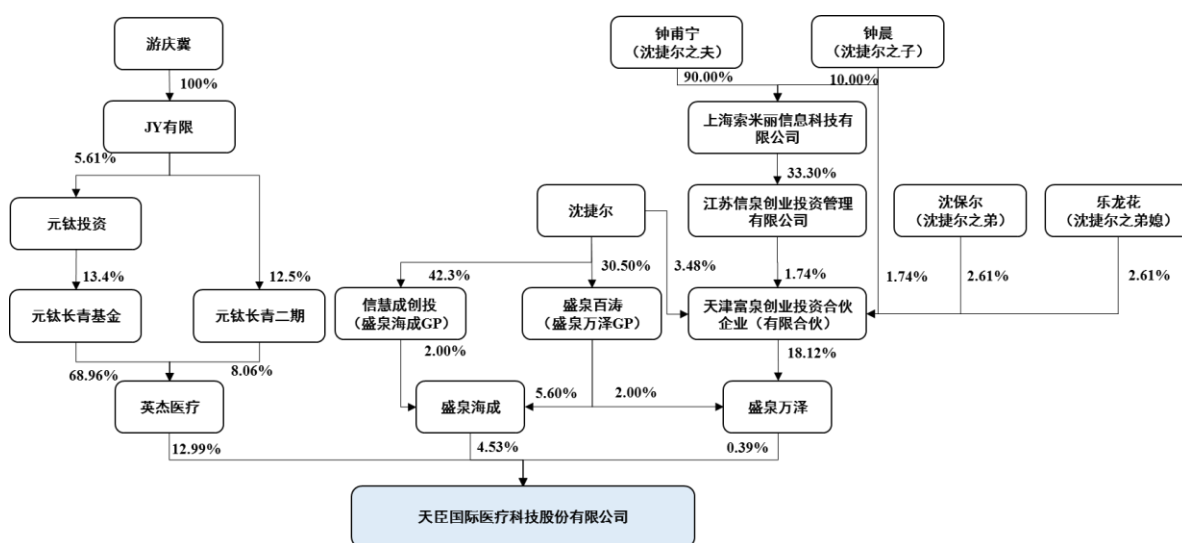 游庆冀
钟甫宁
（沈捷尔之夫）
钟晨
（沈捷尔之子）
100%
90.00%
10.00%
JY有限
上海索米丽信息科技有
限公司
5.61%
33.30%
元钛投资
沈捷尔
江苏信泉创业投资管理
有限公司
沈保尔
（沈捷尔之弟）
乐龙花
（沈捷尔之弟媳）
13.4%
12.5%
42.3%
30.50%
3.48%
1.74%
1.74%
2.61%
2.61%
元钛长青基金
元钛长青二期
信慧成创投
（盛泉海成GP）
盛泉百涛
（盛泉万泽GP）
天津富泉创业投资合伙
企业（有限合伙）
68.96%
8.06%
2.00%
5.60%
2.00%
18.12%
英杰医疗
盛泉海成
盛泉万泽
12.99%
4.53%
0.39%
天臣国际医疗科技股份有限公司